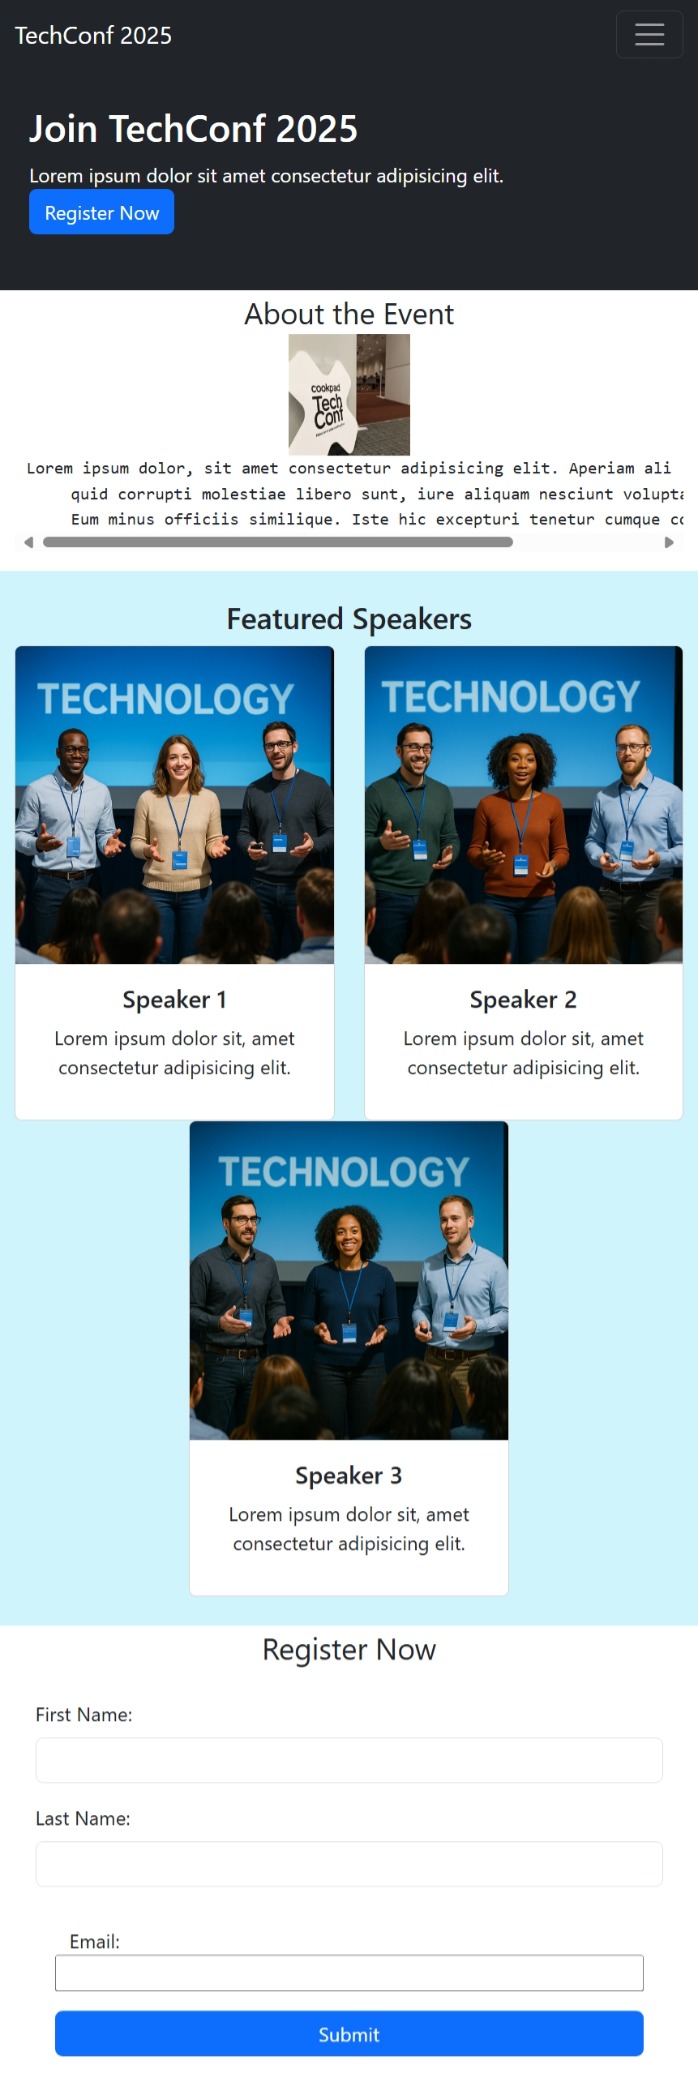 TechConf 2025
Join TechConf 2025
Lorem ipsum dolor sit amet consectetur adipisicing elit.
Register Now
About the Event
cookpad
Tech
Conf
Lorem ipsum dolor, sit amet consectetur adipisicing elit. Aperiam ali
quid corrupti molestiae libero sunt, iure aliquam nesciunt volupta
Eum minus officiis similique. Iste hic excepturi tenetur cumque co
Featured Speakers
TECHNOLOGY
TECHNOLOGY
Speaker 1
Lorem ipsum dolor sit, amet
consectetur adipisicing elit.
Speaker 2
Lorem ipsum dolor sit, amet
consectetur adipisicing elit.
TECHNOLOGY
Speaker 3
Lorem ipsum dolor sit, amet
consectetur adipisicing elit.
Register Now
First Name:
Last Name:
Email:
Submit